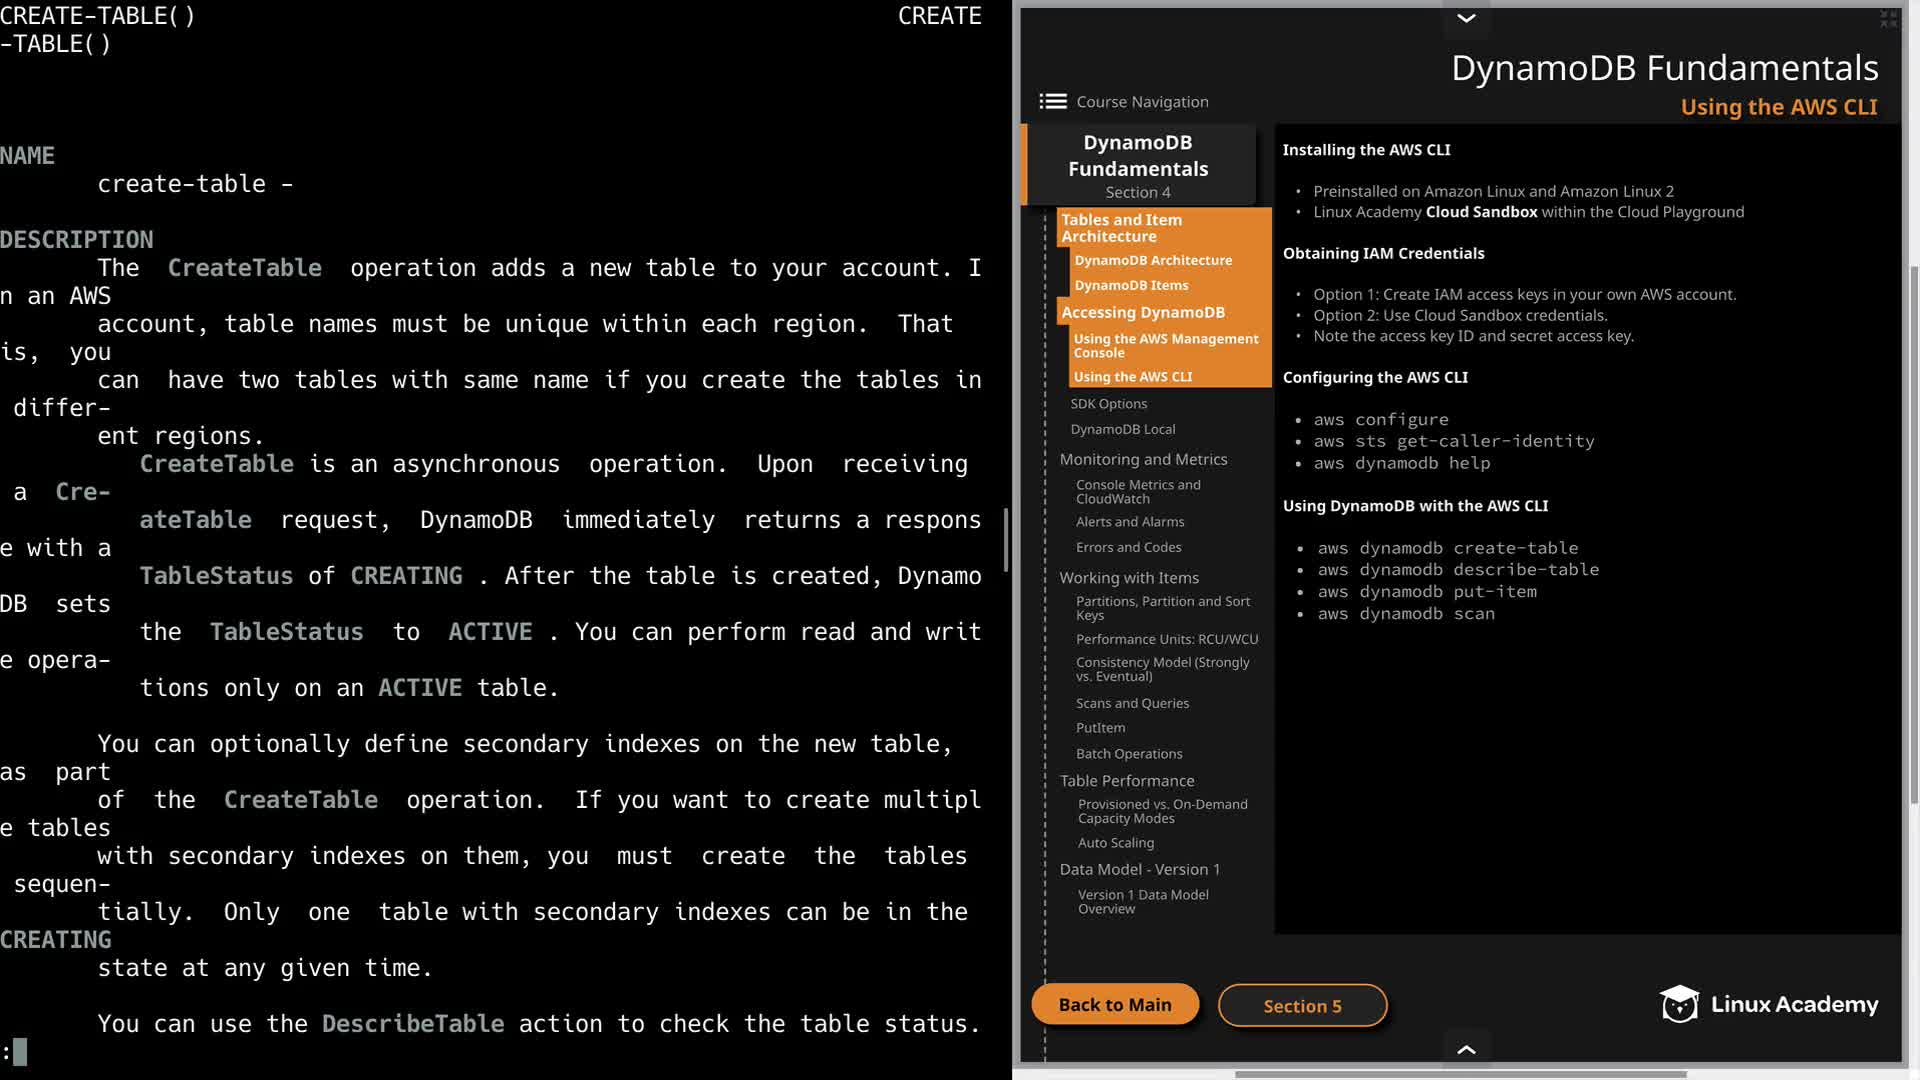 CREATE-TABLE() CREATE
-TABLE()
NAME
create-table -
DESCRIPTION
The CreateTable operation adds a new table to your account. I
n an AWS
account, table names must be unique within each region. That
is, you
can have two tables with same name if you create the tables in
differ-
ent regions.
CreateTable is an asynchronous operation. Upon receiving
a Cre-
ateTable request, DynamoDB immediately returns a respons
e with a
TableStatus of CREATING . After the table is created, Dynamo
DB sets
the TableStatus to ACTIVE . You can perform read and writ
e opera-
tions only on an ACTIVE table.
You can optionally define secondary indexes on the new table,
as part
of the CreateTable operation. If you want to create multipl
e tables
with secondary indexes on them, you must create the tables
sequen-
tially. Only one table with secondary indexes can be in the
CREATING
state at any given time.
You can use the DescribeTable action to check the table status.
:
DynamoDB Fundamentals
Using the AWS CLI
Course Navigation
DynamoDB
Fundamentals
Section 4
Tables and Item
Architecture
DynamoDB Architecture
DynamoDB Items
Accessing DynamoDB
Using the AWS Management
Console
Using the AWS CLI
SDK Options
DynamoDB Local
Monitoring and Metrics
Console Metrics and
CloudWatch
Alerts and Alarms
Errors and Codes
Working with Items
Partitions, Partition and Sort
Keys
Performance Units: RCU/WCU
Consistency Model (Strongly
vs. Eventual)
Scans and Queries
PutItem
Batch Operations
Table Performance
Provisioned vs. On-Demand
Capacity Modes
Auto Scaling
Data Model - Version 1
Version 1 Data Model
Overview
Installing the AWS CLI
• Preinstalled on Amazon Linux and Amazon Linux 2
• Linux Academy Cloud Sandbox within the Cloud Playground
Obtaining IAM Credentials
• Option 1: Create IAM access keys in your own AWS account.
• Option 2: Use Cloud Sandbox credentials.
• Note the access key ID and secret access key.
Configuring the AWS CLI
• aws configure
• aws sts get-caller-identity
• aws dynamodb help
Using DynamoDB with the AWS CLI
• aws dynamodb create-table
• aws dynamodb describe-table
• aws dynamodb put-item
• aws dynamodb scan
Back to Main
Section 5
Linux Academy